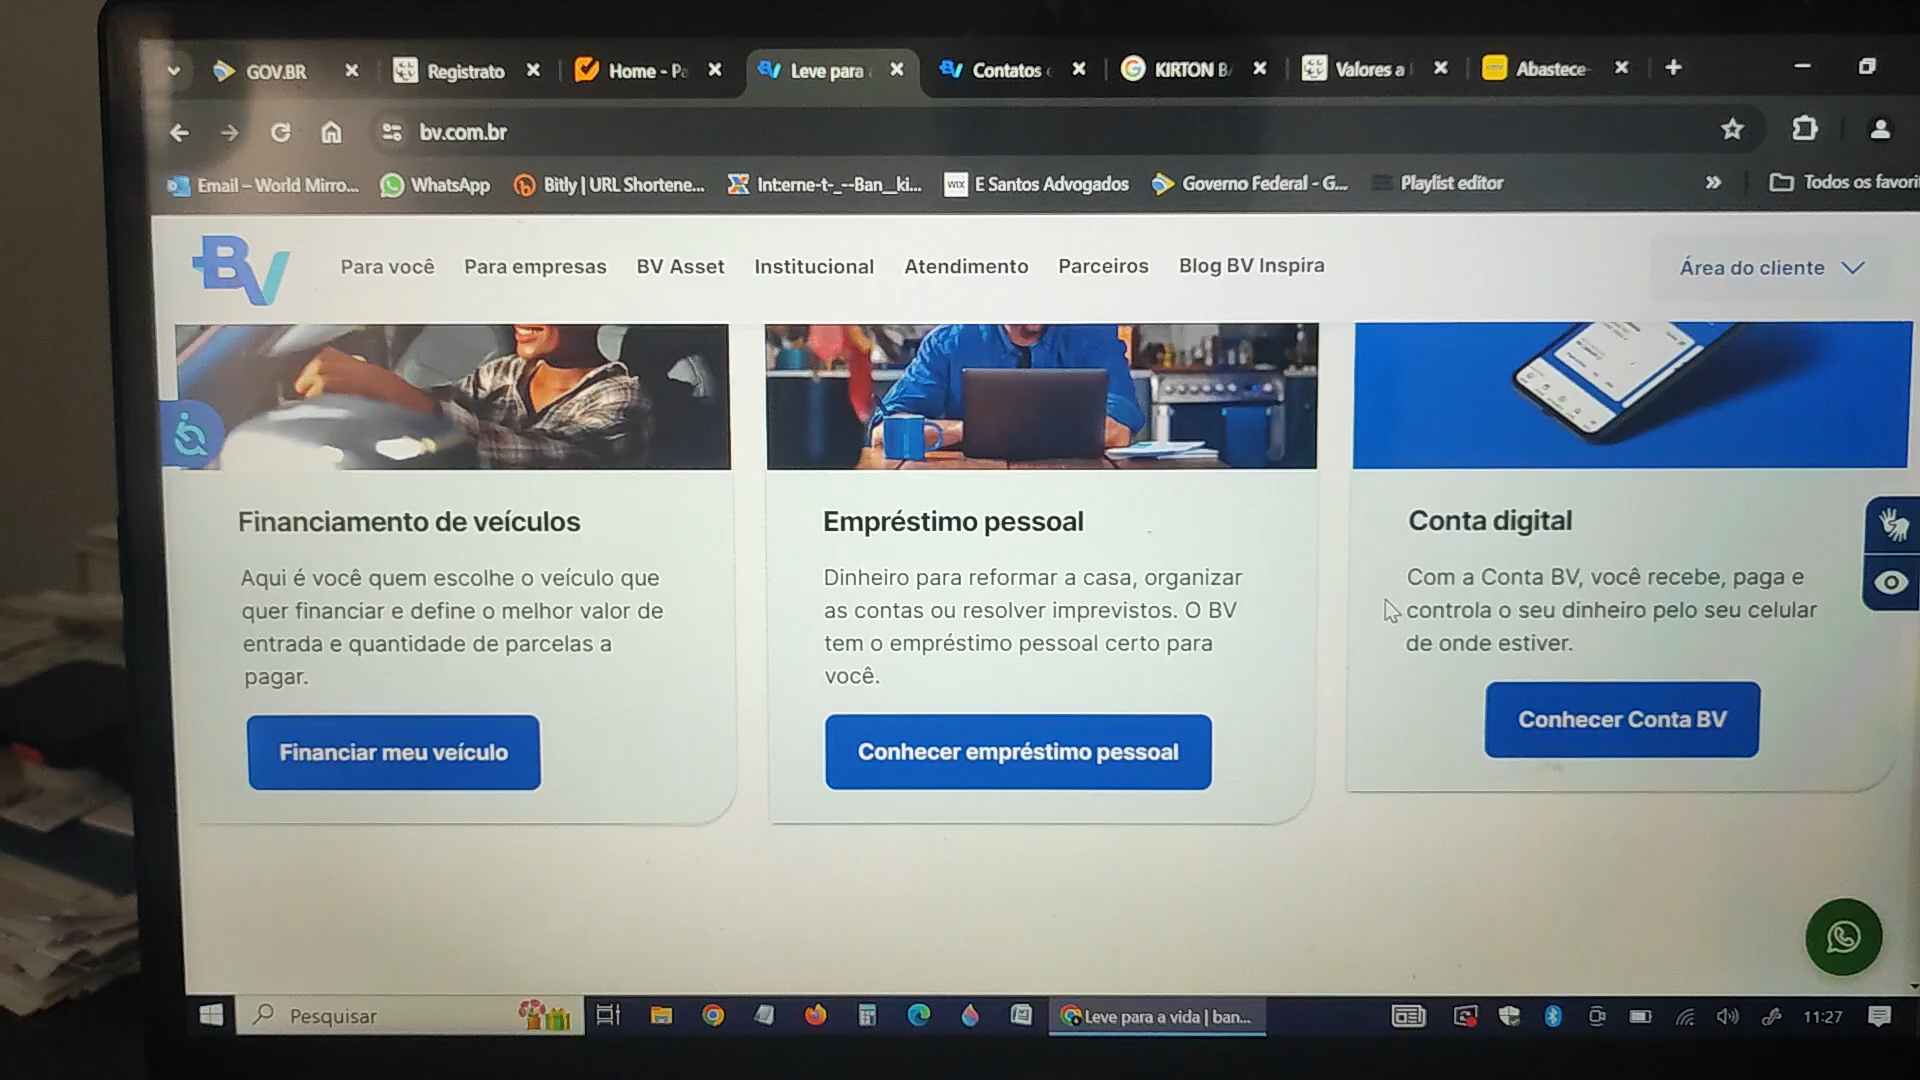 GOV.BR
Registrato
Home - Pa
Leve para
Contatos
KIRTON B
Valores a
Abastece-
bv.com.br
Email – World Mirro...
WhatsApp
Bitly | URL Shortene...
Int:erne-t-_--Ban__ki...
WIX
E Santos Advogados
Governo Federal - G...
Playlist editor
Todos os favorit
BV
Para você
Para empresas
BV Asset
Institucional
Atendimento
Parceiros
Blog BV Inspira
Área do cliente
Financiamento de veículos
Aqui é você quem escolhe o veículo que
quer financiar e define o melhor valor de
entrada e quantidade de parcelas a
pagar.
Financiar meu veículo
Empréstimo pessoal
Dinheiro para reformar a casa, organizar
as contas ou resolver imprevistos. O BV
tem o empréstimo pessoal certo para
você.
Conhecer empréstimo pessoal
Conta digital
Com a Conta BV, você recebe, paga e
controla o seu dinheiro pelo seu celular
de onde estiver.
Conhecer Conta BV
Pesquisar
Leve para a vida | ban...
11:27